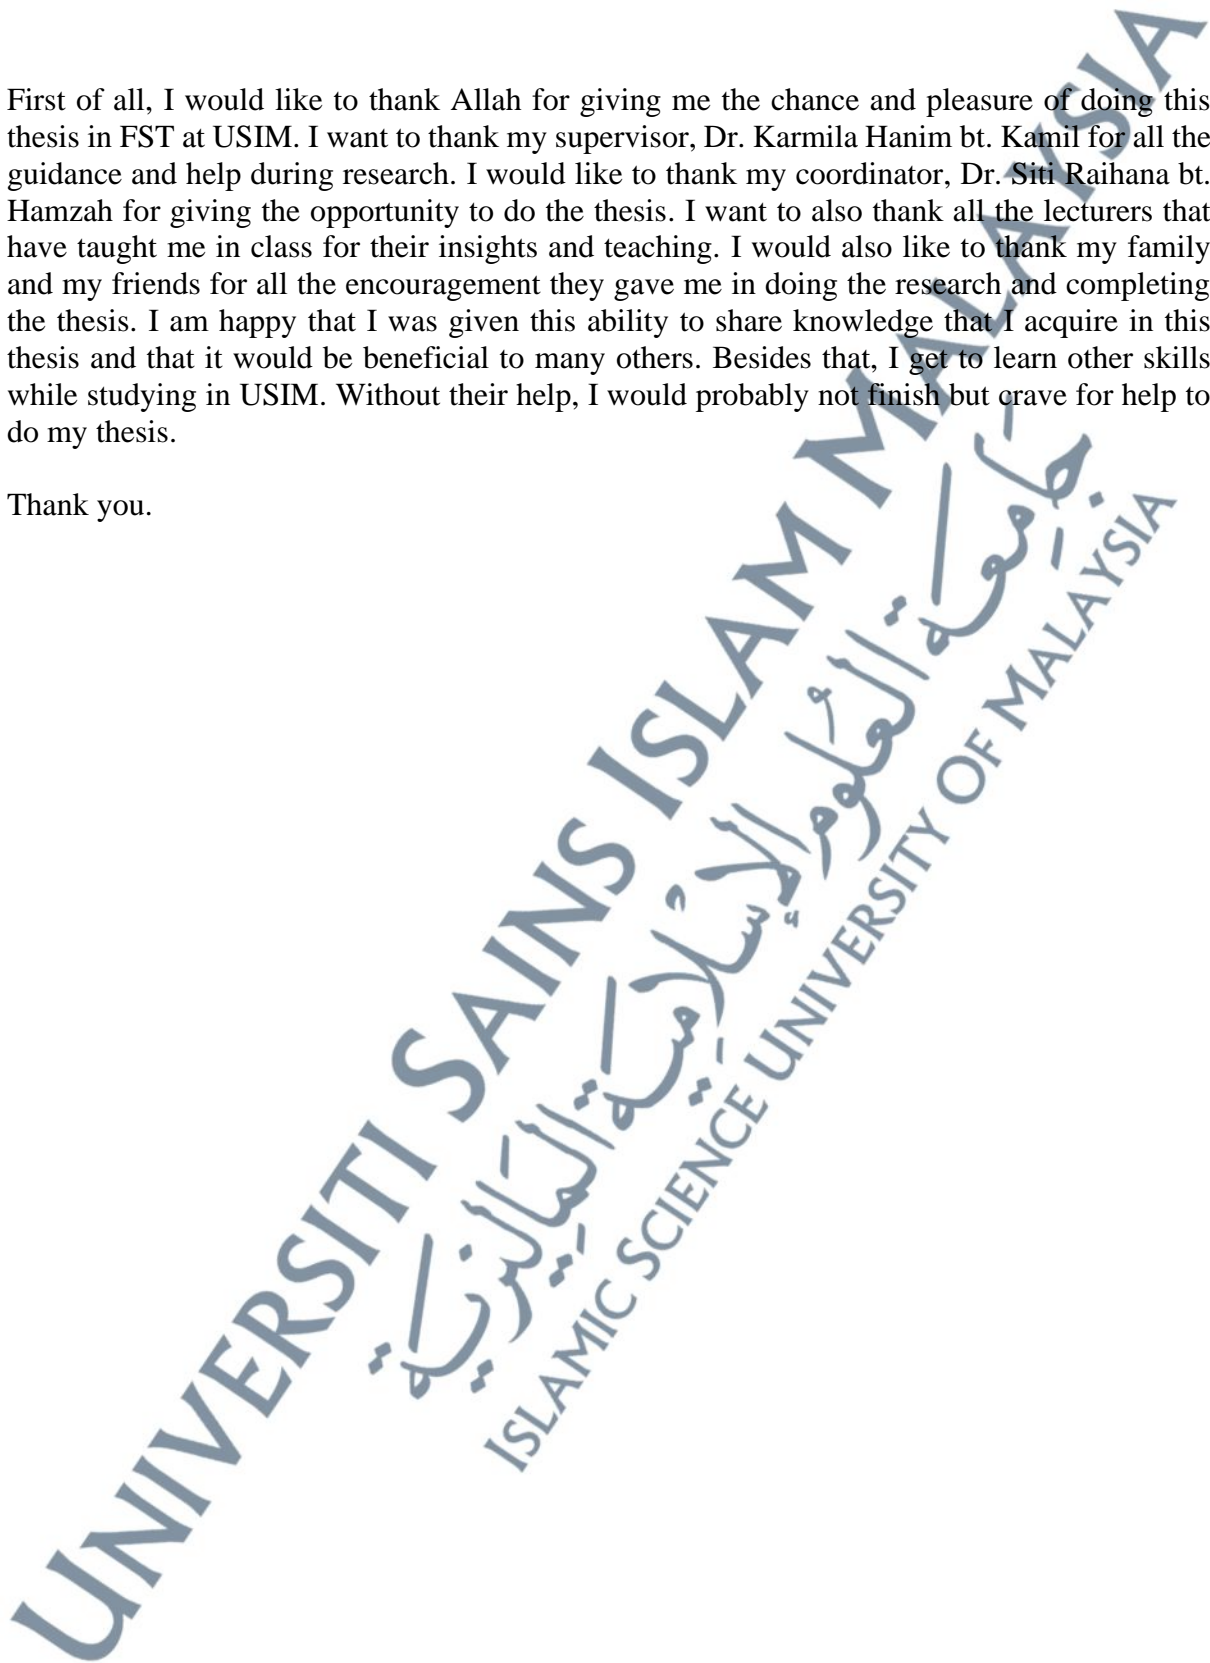 First of all, I would like to thank Allah for giving me the chance and pleasure of doing this
thesis in FST at USIM. I want to thank my supervisor, Dr. Karmila Hanim bt. Kamil for all the
guidance and help during research. I would like to thank my coordinator, Dr. Siti Raihana bt.
Hamzah for giving the opportunity to do the thesis. I want to also thank all the lecturers that
have taught me in class for their insights and teaching. I would also like to thank my family
and my friends for all the encouragement they gave me in doing the research and completing
the thesis. I am happy that I was given this ability to share knowledge that I acquire in this
thesis and that it would be beneficial to many others. Besides that, I get to learn other skills
while studying in USIM. Without their help, I would probably not finish but crave for help to
do my thesis.
Thank you.
UNIVERSITI SAINS ISLAM MALAYSIA
جَامِعَة العُلُوم الإِسْلَامِيَّة المَالِيزِيَّة
ISLAMIC SCIENCE UNIVERSITY OF MALAYSIA